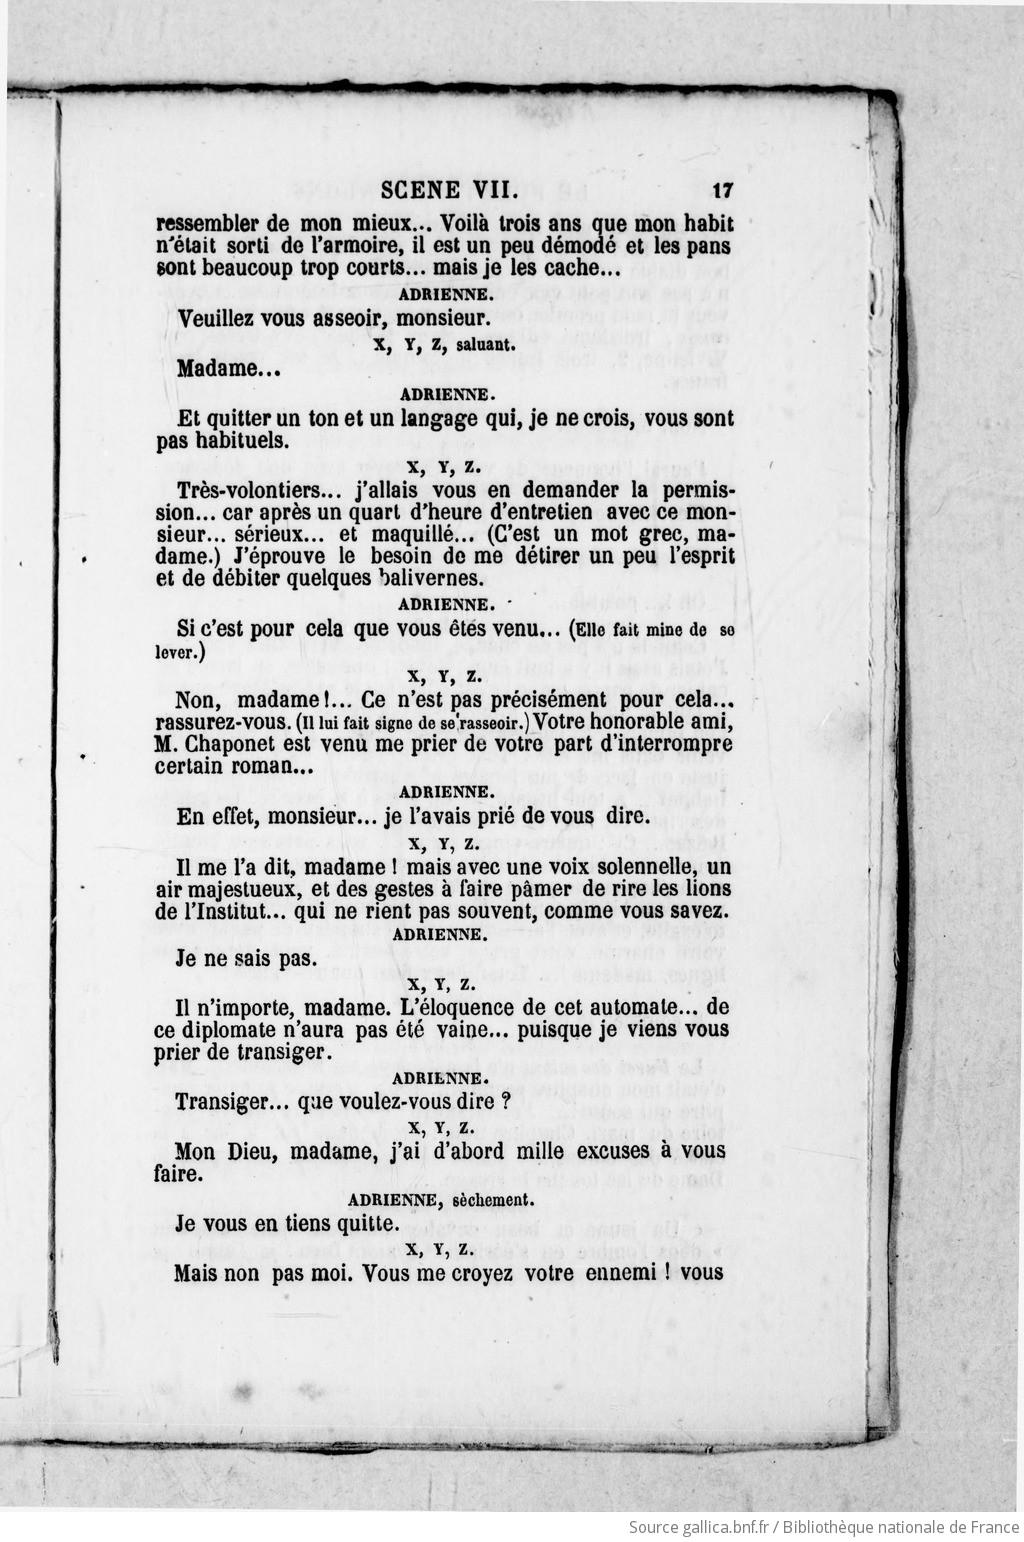 SCENE VII. 17
ressembler de mon mieux... Voilà trois ans que mon habit
n'était sorti de l'armoire, il est un peu démodé et les pans
sont beaucoup trop courts... mais je les cache...
ADRIENNE.
Veuillez vous asseoir, monsieur.
X, Y, Z, saluant.
Madame...
ADRIENNE.
Et quitter un ton et un langage qui, je ne crois, vous sont
pas habituels.
X, Y, Z.
Très-volontiers... j'allais vous en demander la permis-
sion... car après un quart d'heure d'entretien avec ce mon-
sieur... sérieux... et maquillé... (C'est un mot grec, ma-
dame.) J'éprouve le besoin de me détirer un peu l'esprit
et de débiter quelques balivernes.
ADRIENNE.
Si c'est pour cela que vous êtes venu... (Elle fait mine de se
lever.)
X, Y, Z.
Non, madame!... Ce n'est pas précisément pour cela...
rassurez-vous. (Il lui fait signe de se rasseoir.) Votre honorable ami,
M. Chaponet est venu me prier de votre part d'interrompre
certain roman...
ADRIENNE.
En effet, monsieur... je l'avais prié de vous dire.
X, Y, Z.
Il me l'a dit, madame ! mais avec une voix solennelle, un
air majestueux, et des gestes à faire pâmer de rire les lions
de l'Institut... qui ne rient pas souvent, comme vous savez.
ADRIENNE.
Je ne sais pas.
X, Y, Z.
Il n'importe, madame. L'éloquence de cet automate... de
ce diplomate n'aura pas été vaine... puisque je viens vous
prier de transiger.
ADRIENNE.
Transiger... que voulez-vous dire ?
X, Y, Z.
Mon Dieu, madame, j'ai d'abord mille excuses à vous
faire.
ADRIENNE, sèchement.
Je vous en tiens quitte.
X, Y, Z.
Mais non pas moi. Vous me croyez votre ennemi ! vous
Source gallica.bnf.fr / Bibliothèque nationale de France